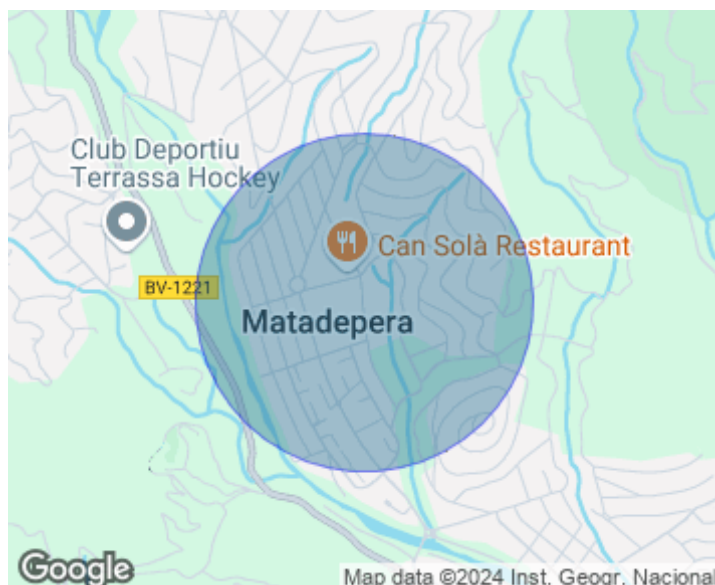 Club Deportiu
Terrassa Hockey
Can Solà Restaurant
BV-1221
Matadepera
Google
Map data ©2024 Inst. Geogr. Nacional